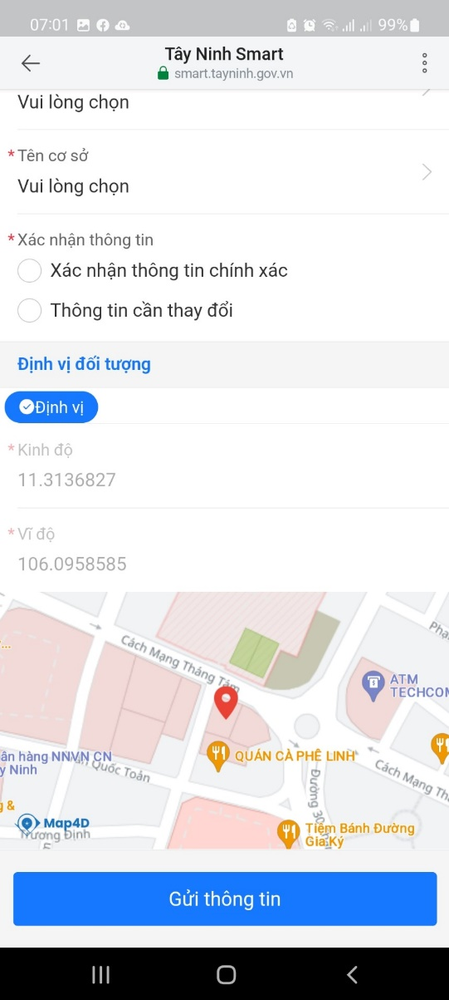 07:01
99%
Tây Ninh Smart
smart.tayninh.gov.vn
Vui lòng chọn
* Tên cơ sở
Vui lòng chọn
* Xác nhận thông tin
Xác nhận thông tin chính xác
Thông tin cần thay đổi
Định vị đối tượng
Định vị
* Kinh độ
11.3136827
* Vĩ độ
106.0958585
Cách Mạng Tháng Tám
ATM
TECHCOM
QUÁN CÀ PHÊ LINH
ân hàng NNVN CN
y Ninh
Quốc Toản
Cách Mạng Th
Đường 30
g &
Map4D
Trương Định
Tiệm Bánh Đường
Gia Ký
Gửi thông tin